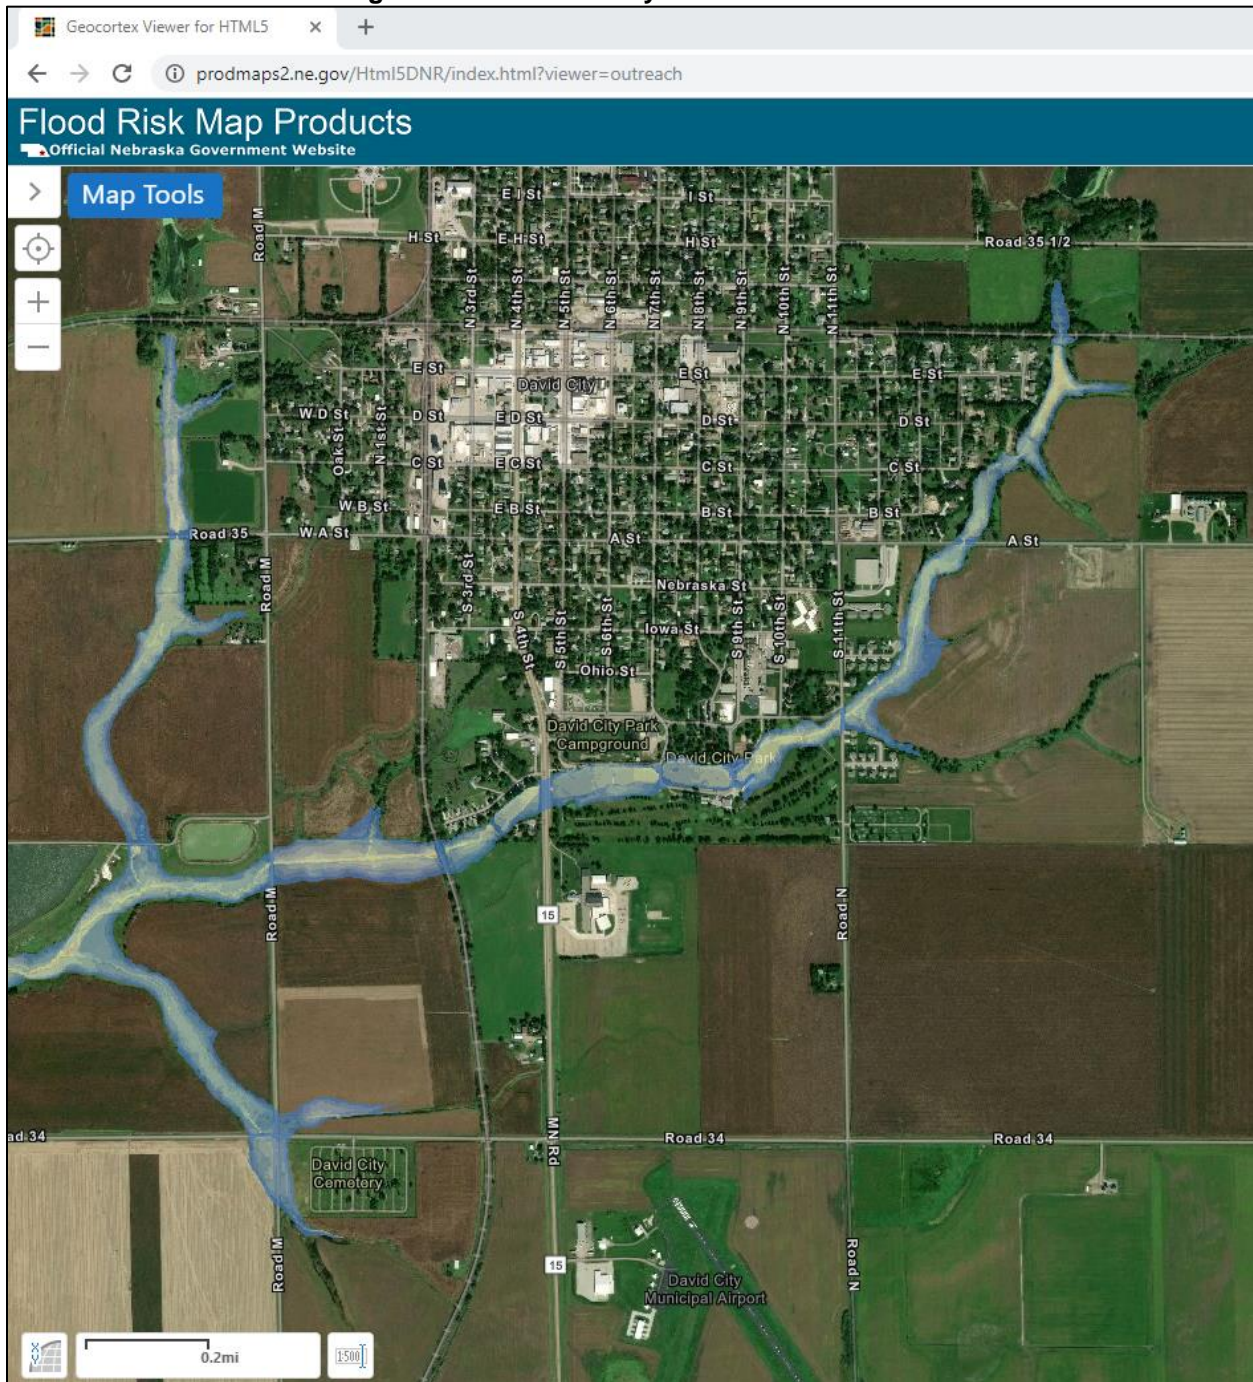 Geocortex Viewer for HTML5
prodmaps2.ne.gov/Html5DNR/index.html?viewer=outreach
Flood Risk Map Products
Official Nebraska Government Website
Map Tools
E I St
I St
Road M
H St
E H St
H St
Road 35 1/2
N 3rd St
N 4th St
N 5th St
N 6th St
N 7th St
N 8th St
N 9th St
N 10th St
N 11th St
E St
E St
E St
David City
W D St
Oak St
N 1st St
D St
E D St
D St
D St
C St
E C St
C St
C St
W B St
E B St
B St
B St
Road 35
W A St
A St
A St
Road M
S 3rd St
Nebraska St
S 4th St
S 5th St
S 6th St
Iowa St
S 9th St
S 10th St
S 11th St
Ohio St
David City Park
Campground
David City Park
Road M
15
Road N
ad 34
MN Rd
Road 34
Road 34
David City
Cemetery
Road M
15
David City
Municipal Airport
Road N
0.2mi
1:500